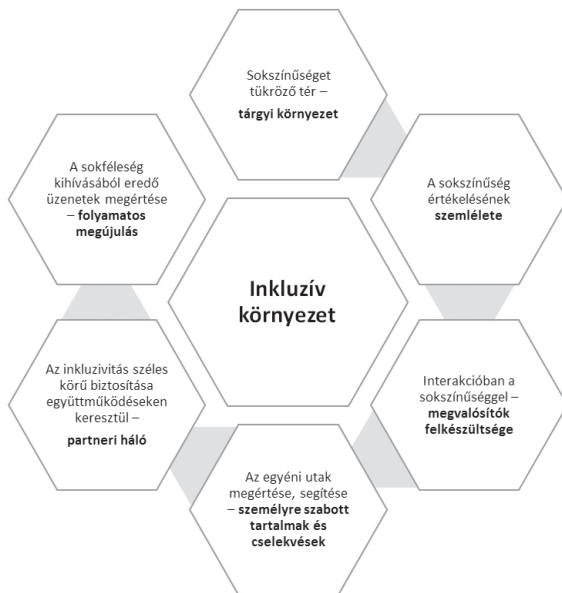 Sokszínűséget
tükröző tér –
tárgyi környezet
A sokszínűség
értékelésének
szemlélete
Interakcióban a
sokszínűséggel –
megvalósítók
felkészültsége
Az egyéni utak
megértése, segítése
– személyre szabott
tartalmak és
cselekvések
Az inkluzivitás széles
körű biztosítása
együttműködéseken
keresztül –
partneri háló
A sokféleség
kihívásából eredő
üzenetek megértése
– folyamatos
megújulás
Inkluzív
környezet